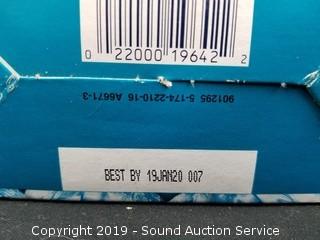 0 22000 19642 2
901295 5-174-2210-16 A6671-3
BEST BY 19JAN20 007
Copyright 2019 - Sound Auction Service